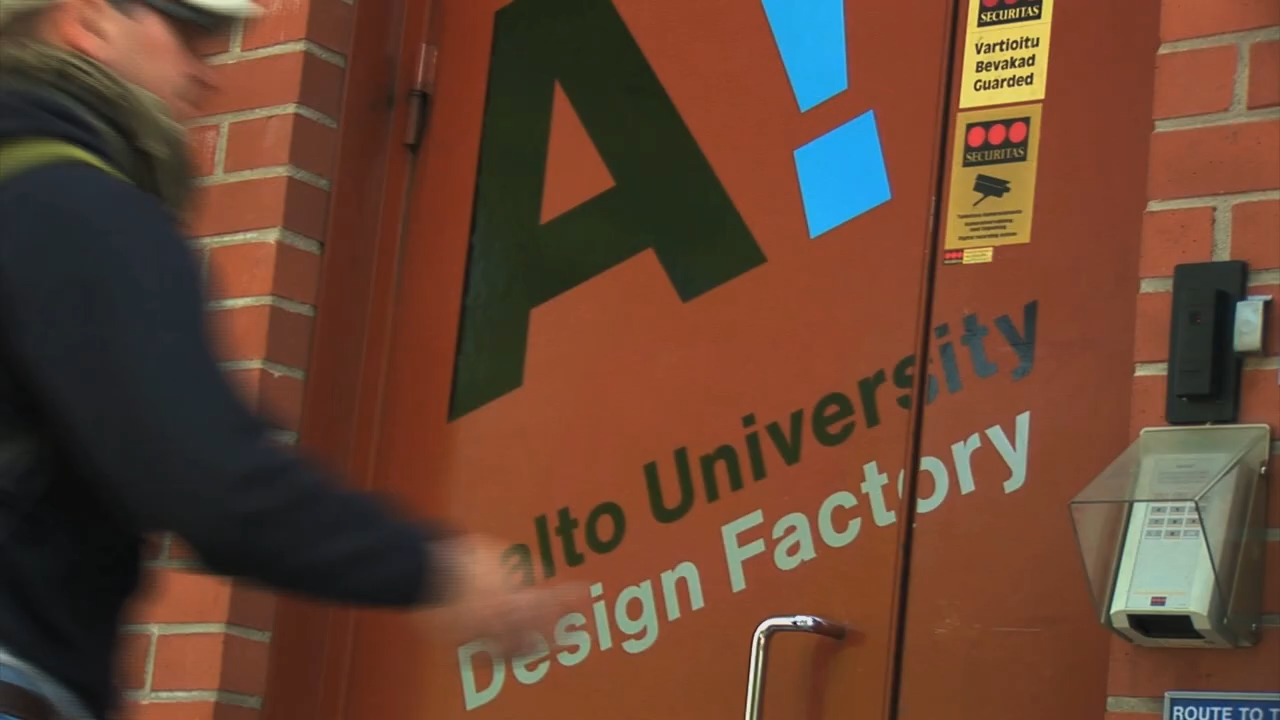 A!
SECURITAS
Vartioitu
Bevakad
Guarded
SECURITAS
alto University
Design Factory
ROUTE TO T